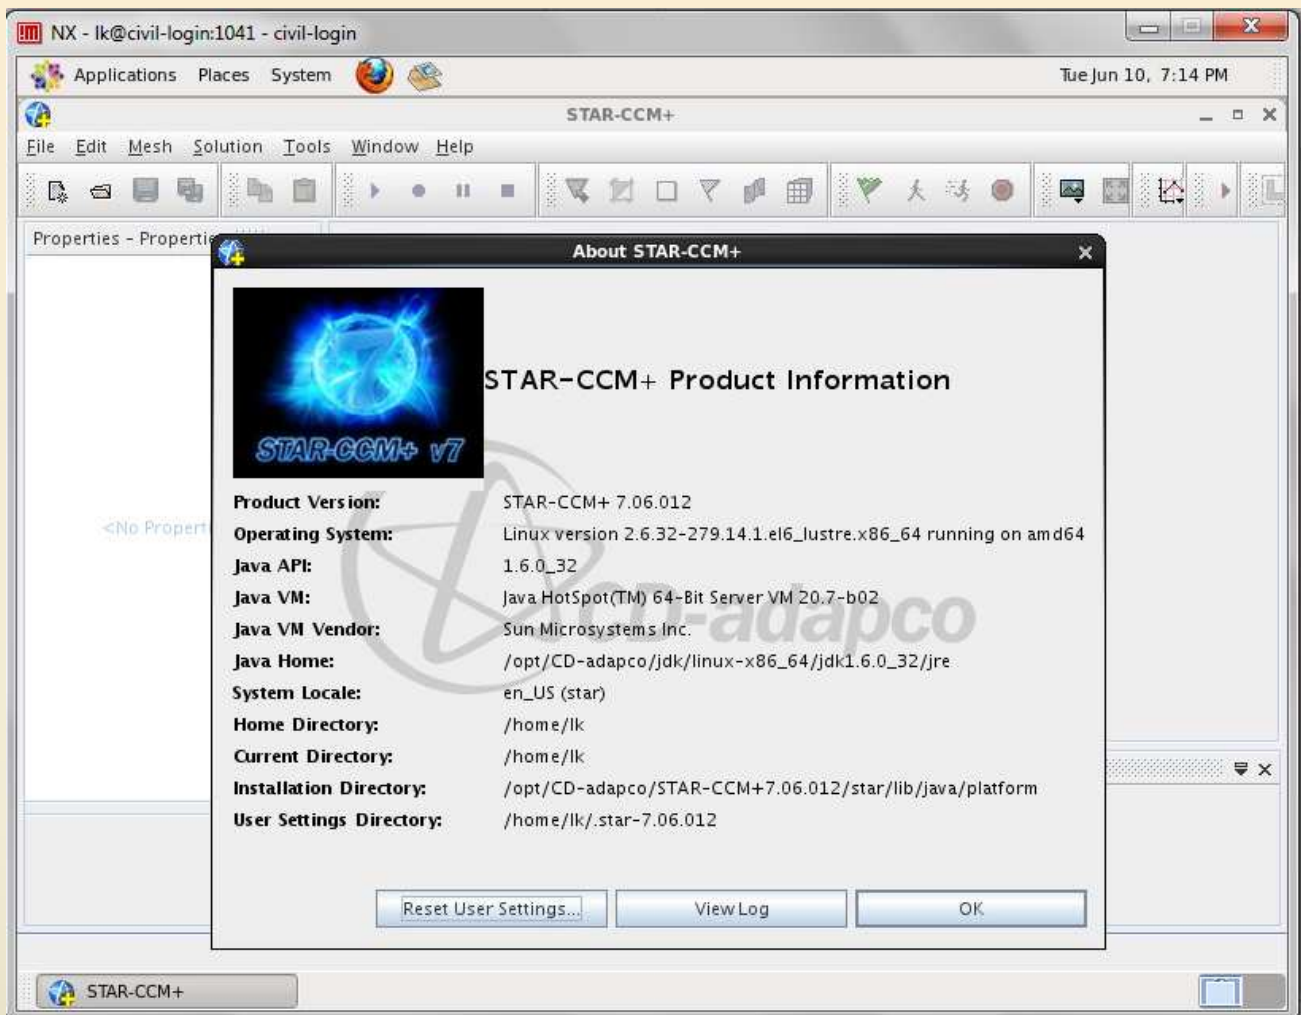 NX - lk@civil-login:1041 - civil-login
Applications Places System Tue Jun 10, 7:14 PM
STAR-CCM+
File Edit Mesh Solution Tools Window Help
Properties - Properti
About STAR-CCM+
STAR-CCM+ v7
STAR-CCM+ Product Information
CD-adapco
Product Version: STAR-CCM+ 7.06.012
<No Propert
Operating System: Linux version 2.6.32-279.14.1.el6_lustre.x86_64 running on amd64
Java API: 1.6.0_32
Java VM: Java HotSpot(TM) 64-Bit Server VM 20.7-b02
Java VM Vendor: Sun Microsystems Inc.
Java Home: /opt/CD-adapco/jdk/linux-x86_64/jdk1.6.0_32/jre
System Locale: en_US (star)
Home Directory: /home/lk
Current Directory: /home/lk
Installation Directory: /opt/CD-adapco/STAR-CCM+7.06.012/star/lib/java/platform
User Settings Directory: /home/lk/.star-7.06.012
Reset User Settings... View Log OK
STAR-CCM+